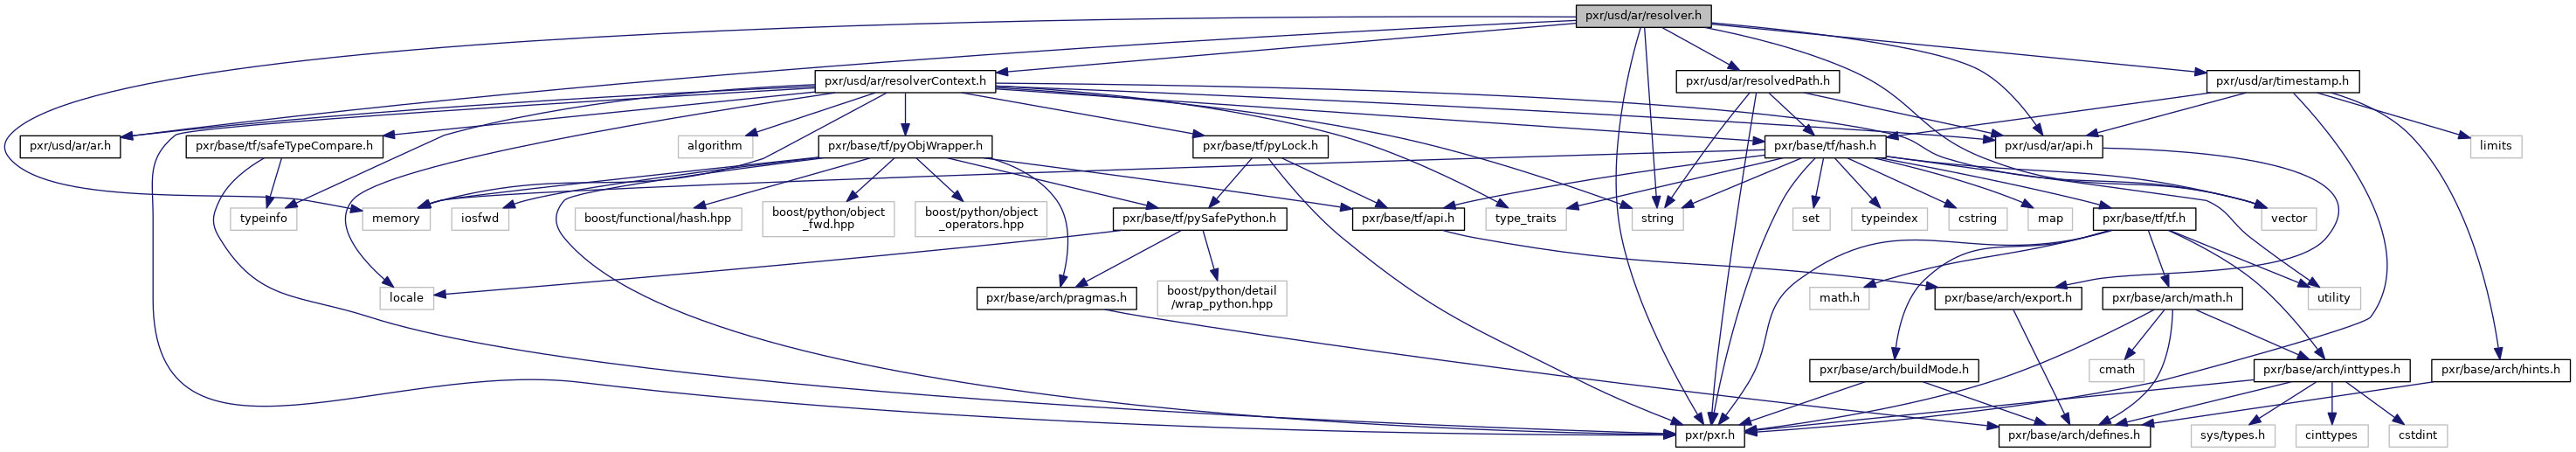 pxr/usd/ar/resolver.h
pxr/usd/ar/resolverContext.h
pxr/usd/ar/resolvedPath.h
pxr/usd/ar/timestamp.h
pxr/usd/ar/ar.h
pxr/base/tf/safeTypeCompare.h
algorithm
pxr/base/tf/pyObjWrapper.h
pxr/base/tf/pyLock.h
pxr/base/tf/hash.h
pxr/usd/ar/api.h
limits
typeinfo
memory
iosfwd
boost/functional/hash.hpp
boost/python/object
_fwd.hpp
boost/python/object
_operators.hpp
pxr/base/tf/pySafePython.h
pxr/base/tf/api.h
type_traits
string
set
typeindex
cstring
map
pxr/base/tf/tf.h
vector
locale
pxr/base/arch/pragmas.h
boost/python/detail
/wrap_python.hpp
math.h
pxr/base/arch/export.h
pxr/base/arch/math.h
utility
pxr/base/arch/buildMode.h
cmath
pxr/base/arch/inttypes.h
pxr/base/arch/hints.h
pxr/pxr.h
pxr/base/arch/defines.h
sys/types.h
cinttypes
cstdint